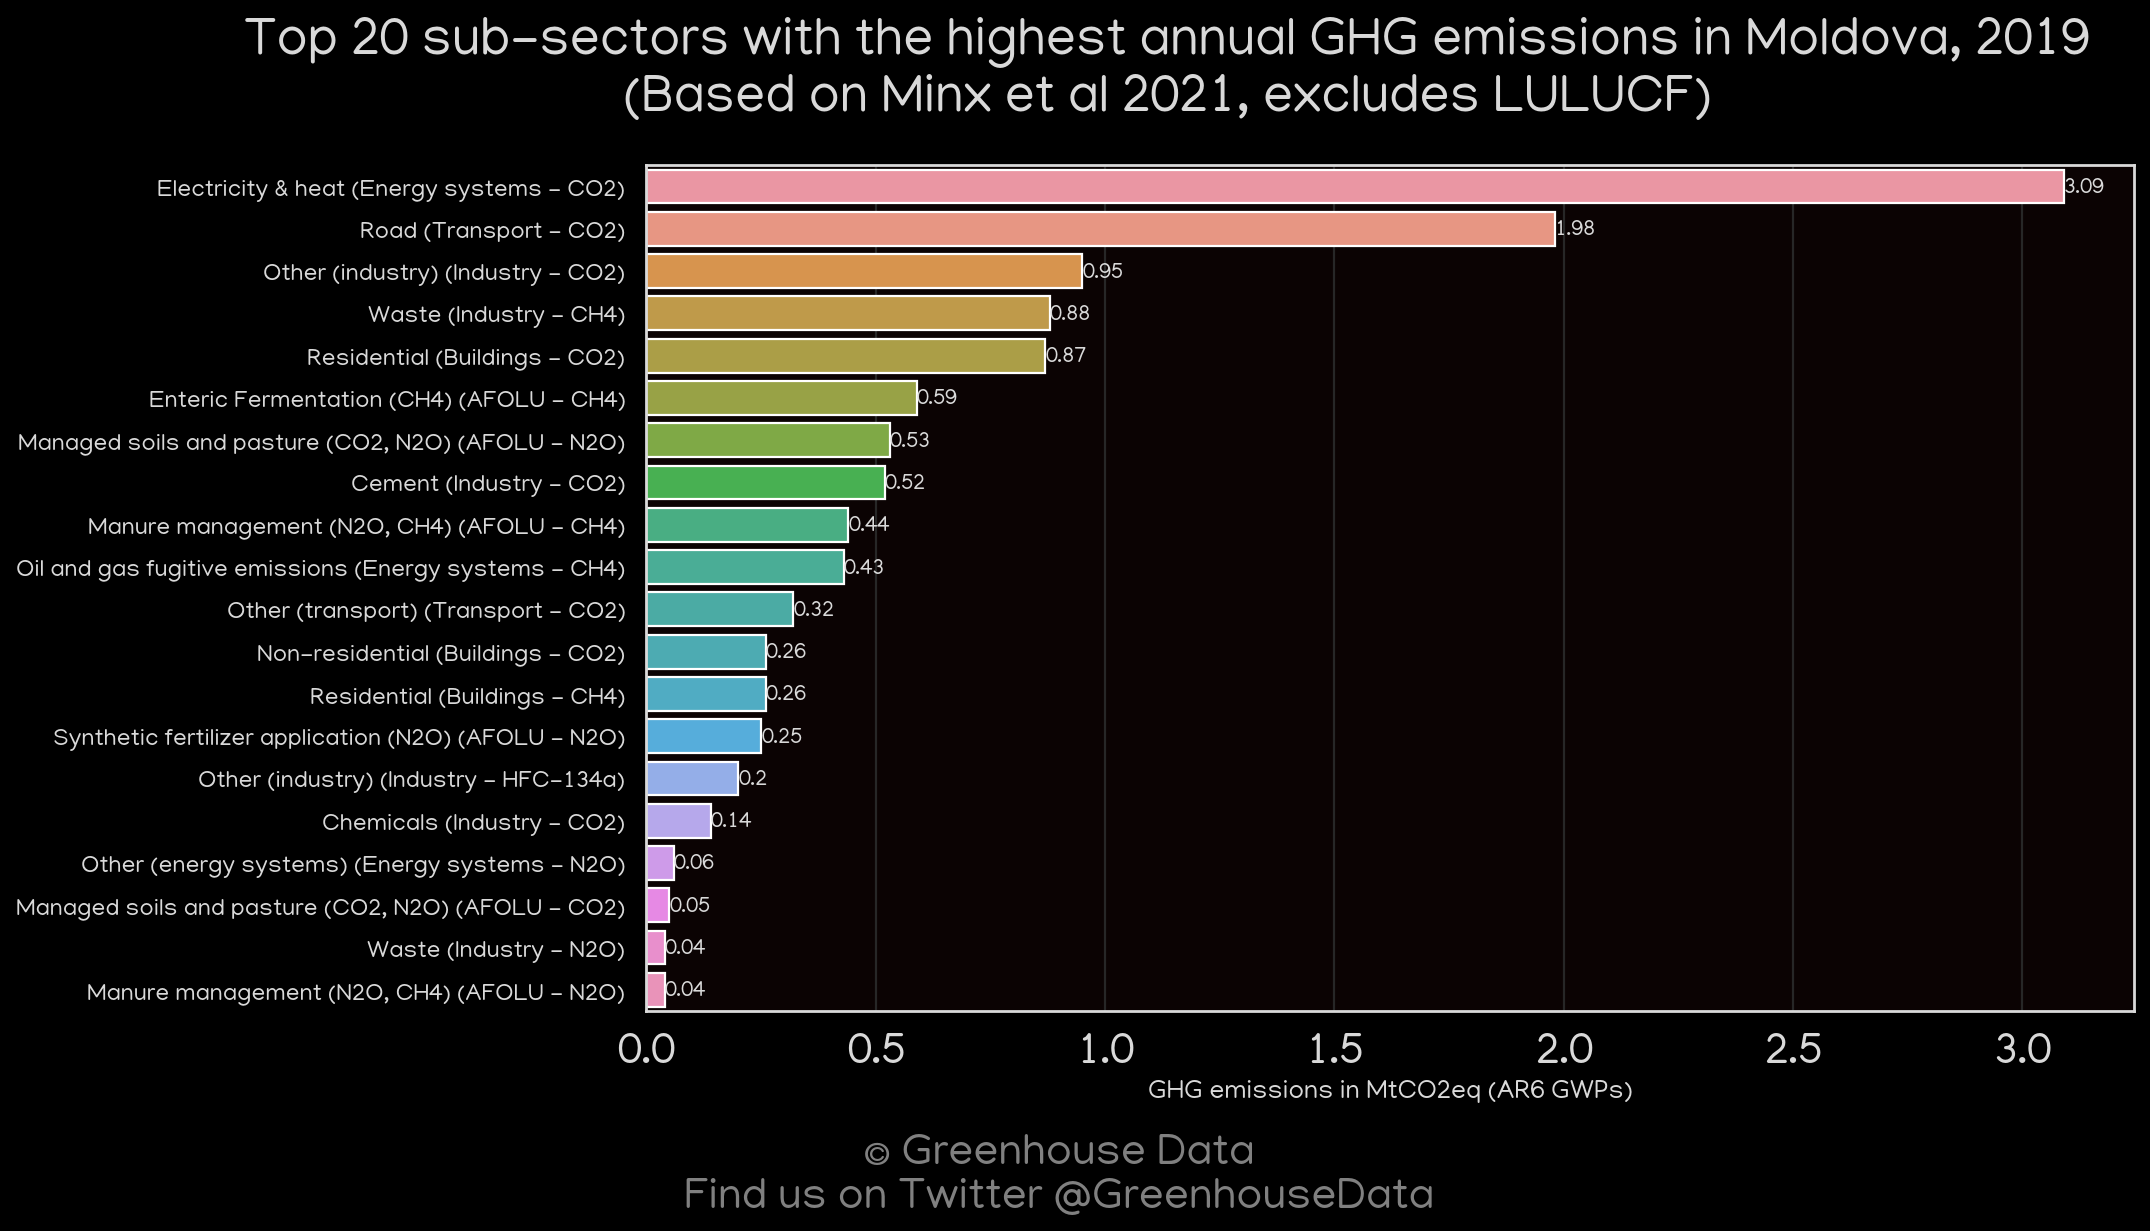 Top 20 sub-sectors with the highest annual GHG emissions in Moldova, 2019
(Based on Minx et al 2021, excludes LULUCF)
Electricity & heat (Energy systems - CO2) 3.09
Road (Transport - CO2) 1.98
Other (industry) (Industry - CO2) 0.95
Waste (Industry - CH4) 0.88
Residential (Buildings - CO2) 0.87
Enteric Fermentation (CH4) (AFOLU - CH4) 0.59
Managed soils and pasture (CO2, N2O) (AFOLU - N2O) 0.53
Cement (Industry - CO2) 0.52
Manure management (N2O, CH4) (AFOLU - CH4) 0.44
Oil and gas fugitive emissions (Energy systems - CH4) 0.43
Other (transport) (Transport - CO2) 0.32
Non-residential (Buildings - CO2) 0.26
Residential (Buildings - CH4) 0.26
Synthetic fertilizer application (N2O) (AFOLU - N2O) 0.25
Other (industry) (Industry - HFC-134a) 0.2
Chemicals (Industry - CO2) 0.14
Other (energy systems) (Energy systems - N2O) 0.06
Managed soils and pasture (CO2, N2O) (AFOLU - CO2) 0.05
Waste (Industry - N2O) 0.04
Manure management (N2O, CH4) (AFOLU - N2O) 0.04
0.0 0.5 1.0 1.5 2.0 2.5 3.0
GHG emissions in MtCO2eq (AR6 GWPs)
© Greenhouse Data
Find us on Twitter @GreenhouseData